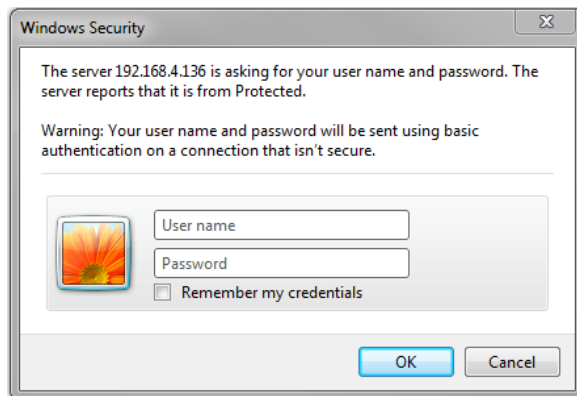 Windows Security
The server 192.168.4.136 is asking for your user name and password. The
server reports that it is from Protected.
Warning: Your user name and password will be sent using basic
authentication on a connection that isn't secure.
User name
Password
Remember my credentials
OK
Cancel